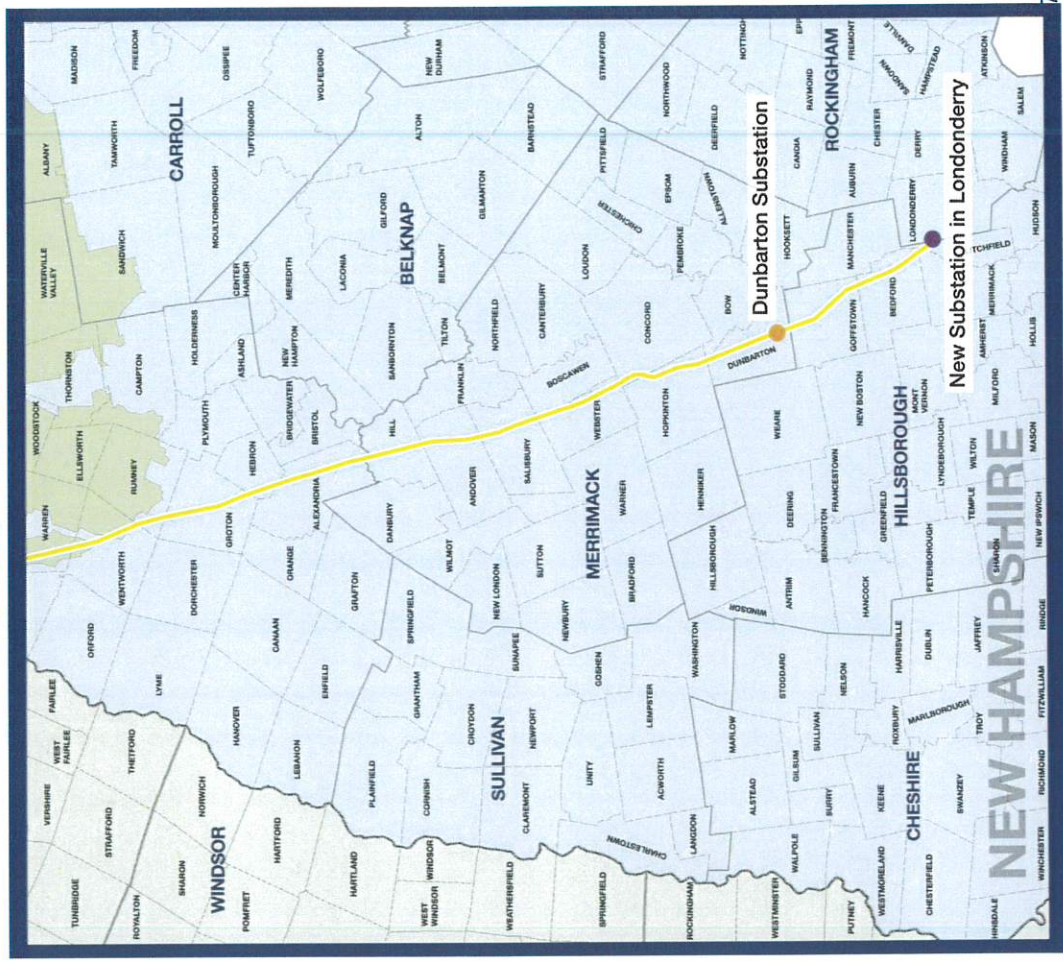 WOODSTOCK
WATERVILLE
VALLEY
ALBANY
MADISON
FREEDOM
VERSHIRE
FAIRLEE
WEST
FAIRLEE
WARREN
ELLSWORTH
THORNSTON
TUNBRIDGE
STRAFFORD
ORFORD
RUMNEY
CAMPTON
SANDWICH
TAMWORTH
OSSIPEE
ROYALTON
THETFORD
LYME
WENTWORTH
CARROLL
SHARON
NORWICH
DORCHESTER
PLYMOUTH
HOLDERNESS
MOULTONBOROUGH
TUFTONBORO
WOLFEBORO
WINDSOR
HANOVER
GROTON
HEBRON
ASHLAND
CENTER
HARBOR
POMFRET
HARTFORD
CANAAN
ORANGE
BRIDGEWATER
NEW
HAMPTON
MEREDITH
LEBANON
ENFIELD
ALEXANDRIA
BRISTOL
LACONIA
GILFORD
HARTLAND
PLAINFIELD
GRAFTON
DANBURY
HILL
SANBORNTON
BELKNAP
ALTON
NEW
DURHAM
WEST
WINDSOR
WINDSOR
CORNISH
GRANTHAM
SPRINGFIELD
WILMOT
ANDOVER
FRANKLIN
TILTON
BELMONT
GILMANTON
SULLIVAN
CROYDON
NEW LONDON
NORTHFIELD
WEATHERSFIELD
CLAREMONT
NEWPORT
SUNAPEE
SUTTON
SALISBURY
CANTERBURY
BARNSTEAD
SPRINGFIELD
CHARLESTOWN
UNITY
GOSHEN
NEWBURY
MERRIMACK
WARNER
WEBSTER
BOSCAWEN
LOUDON
CHICHESTER
PITTSFIELD
STRAFFORD
ACWORTH
LEMPSTER
BRADFORD
HOPKINTON
CONCORD
PEMBROKE
EPSOM
NORTHWOOD
ROCKINGHAM
LANGDON
WASHINGTON
HILLSBOROUGH
HENNIKER
BOW
ALLENSTOWN
DEERFIELD
NOTTINGH
MARLOW
WINDSOR
DUNBARTON
Dunbarton Substation
WESTMINSTER
WALPOLE
ALSTEAD
GILSUM
STODDARD
ANTRIM
DEERING
WEARE
HOOKSETT
CANDIA
RAYMOND
EPP
PUTNEY
SURRY
SULLIVAN
NELSON
HANCOCK
BENNINGTON
FRANCESTOWN
NEW BOSTON
GOFFSTOWN
MANCHESTER
AUBURN
ROCKINGHAM
FREMONT
WESTMORELAND
KEENE
ROXBURY
HARRISVILLE
GREENFIELD
HILLSBOROUGH
MONT
VERNON
BEDFORD
CHESTER
SANDOWN
DANVILLE
CHESTERFIELD
CHESHIRE
MARLBOROUGH
DUBLIN
PETERBOROUGH
LYNDEBOROUGH
LONDONDERRY
DERRY
HAMPSTEAD
New Substation in Londonderry
HINSDALE
SWANZEY
TROY
JAFFREY
SHARON
TEMPLE
WILTON
MILFORD
AMHERST
MERRIMACK
TCHFIELD
WINDHAM
ATKINSON
WINCHESTER
RICHMOND
FITZWILLIAM
RINDGE
NEW IPSWICH
MASON
HOLLIS
HUDSON
SALEM
NEW HAMPSHIRE